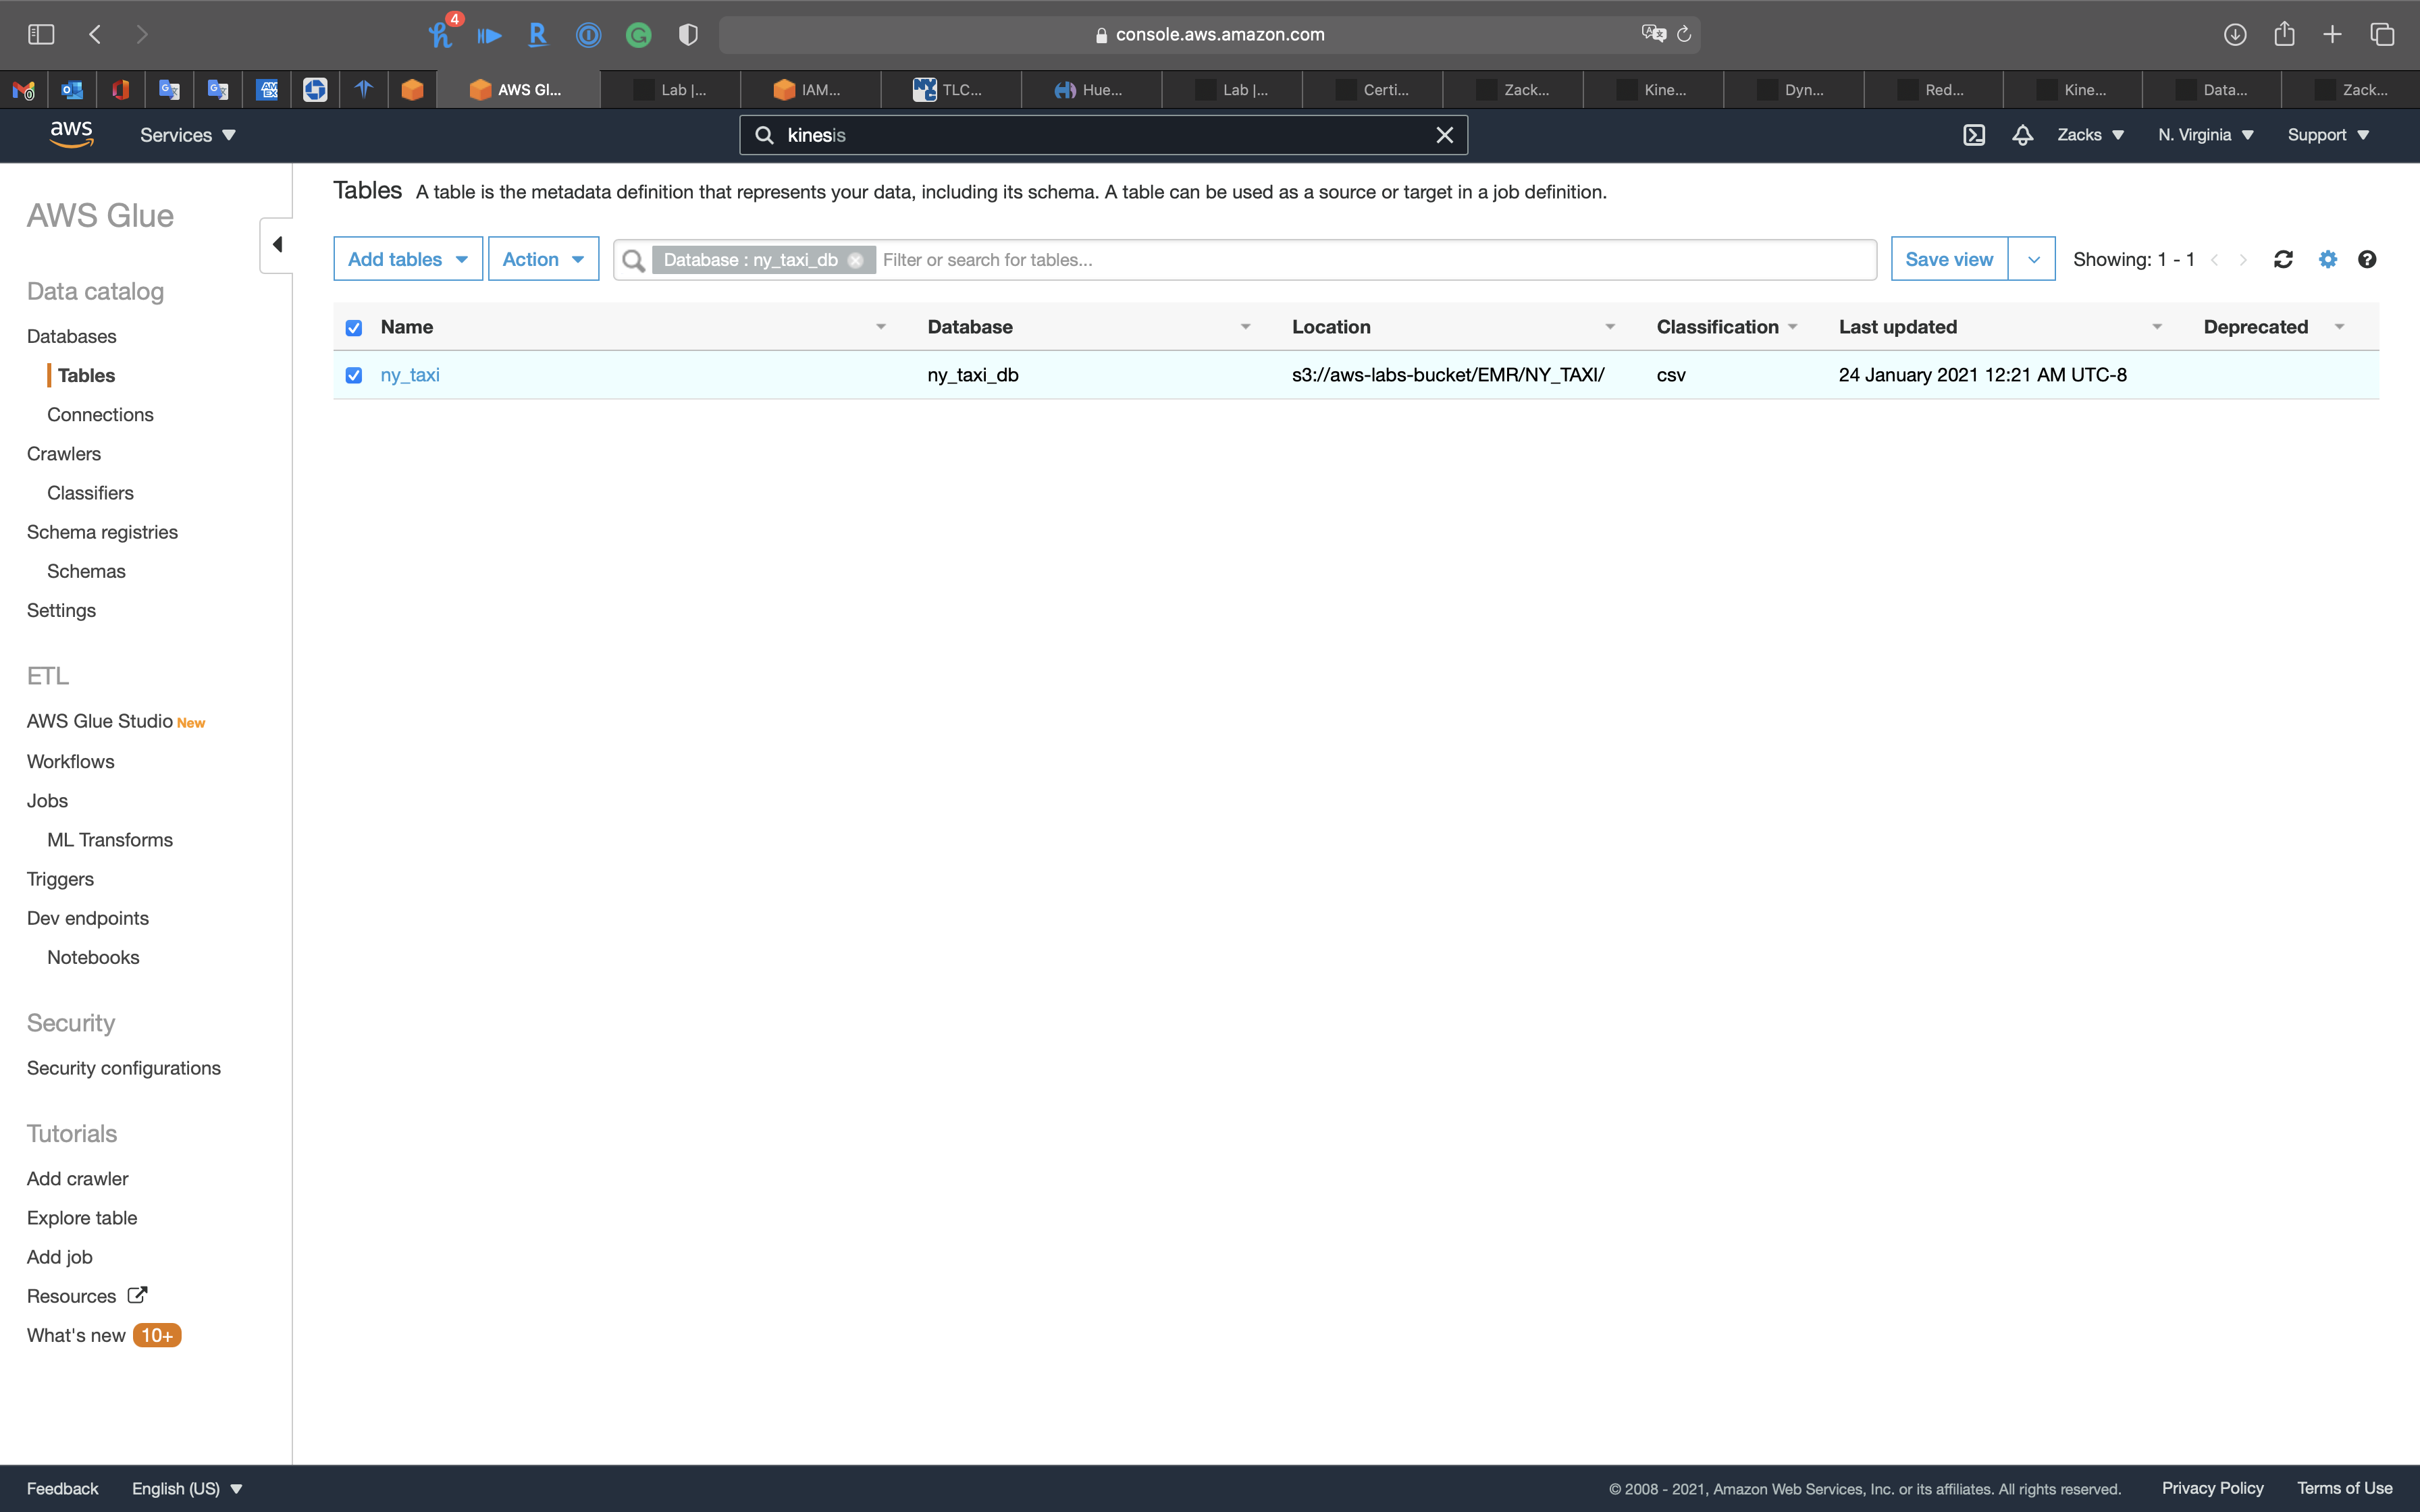 4
console.aws.amazon.com
0
AWS Gl...
Lab |...
IAM...
TLC...
Hue...
Lab |...
Certi...
Zack...
Kine...
Dyn...
Red...
Kine...
Data...
Zack...
aws
Services
kinesis
Zacks
N. Virginia
Support
AWS Glue
Data catalog
Databases
Tables
Connections
Crawlers
Classifiers
Schema registries
Schemas
Settings
ETL
AWS Glue Studio New
Workflows
Jobs
ML Transforms
Triggers
Dev endpoints
Notebooks
Security
Security configurations
Tutorials
Add crawler
Explore table
Add job
Resources
What's new 10+
Tables A table is the metadata definition that represents your data, including its schema. A table can be used as a source or target in a job definition.
Add tables Action Database : ny_taxi_db Filter or search for tables... Save view Showing: 1 - 1
Name Database Location Classification Last updated Deprecated
ny_taxi ny_taxi_db s3://aws-labs-bucket/EMR/NY_TAXI/ csv 24 January 2021 12:21 AM UTC-8
Feedback English (US) © 2008 - 2021, Amazon Web Services, Inc. or its affiliates. All rights reserved. Privacy Policy Terms of Use